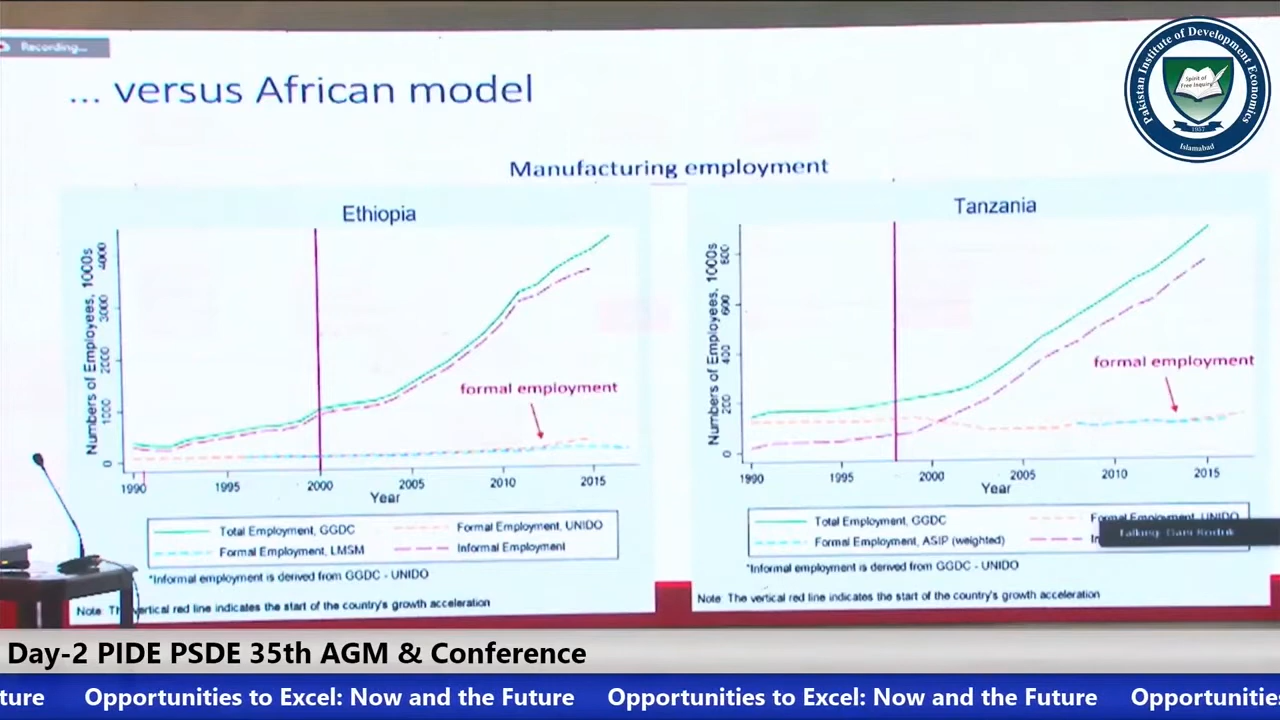 Recording...
... versus African model
Pakistan Institute of Development Economics
Spirit of
Free Inquiry
1957
Islamabad
Manufacturing employment
Ethiopia
Numbers of Employees, 1000s
0 1000 2000 3000 4000
formal employment
1990 1995 2000 2005 2010 2015
Year
Total Employment, GGDC
Formal Employment, UNIDO
Formal Employment, LMSM
Informal Employment
*Informal employment is derived from GGDC - UNIDO
Note: The vertical red line indicates the start of the country's growth acceleration
Tanzania
Numbers of Employees, 1000s
0 200 400 600 800
formal employment
1990 1995 2000 2005 2010 2015
Year
Total Employment, GGDC
Formal Employment, UNIDO
Formal Employment, ASIP (weighted)
*Informal employment is derived from GGDC - UNIDO
Note: The vertical red line indicates the start of the country's growth acceleration
Talking: Dani Rodrik
Day-2 PIDE PSDE 35th AGM & Conference
ture Opportunities to Excel: Now and the Future Opportunities to Excel: Now and the Future Opportunities